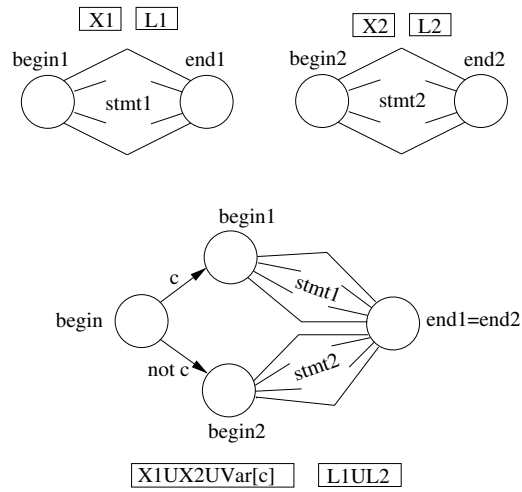 X1 L1
X2 L2
begin1 end1
begin2 end2
stmt1
stmt2
begin1
c
stmt1
begin
end1=end2
not c
stmt2
begin2
X1UX2UVar[c] L1UL2